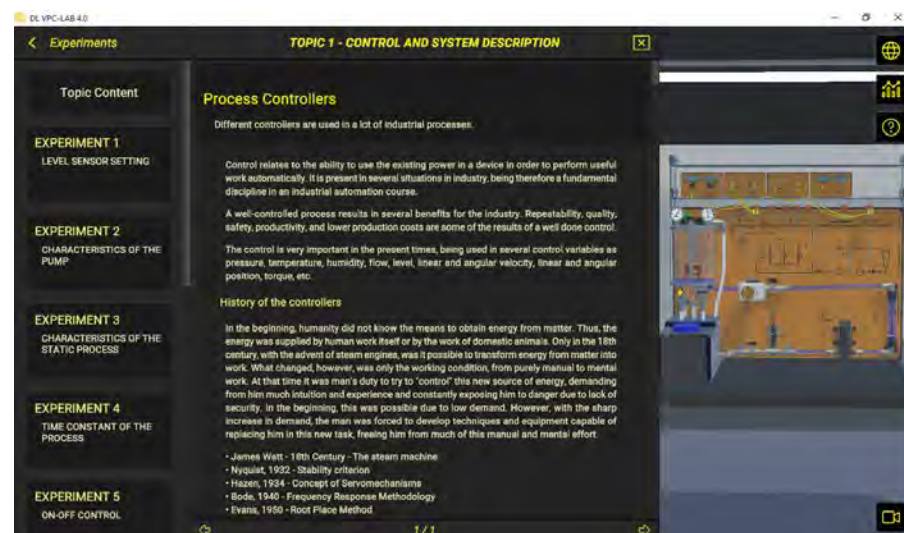 DL VPC-LAB 4.0
Experiments
TOPIC 1 - CONTROL AND SYSTEM DESCRIPTION
Topic Content
EXPERIMENT 1
LEVEL SENSOR SETTING
EXPERIMENT 2
CHARACTERISTICS OF THE
PUMP
EXPERIMENT 3
CHARACTERISTICS OF THE
STATIC PROCESS
EXPERIMENT 4
TIME CONSTANT OF THE
PROCESS
EXPERIMENT 5
ON-OFF CONTROL
Process Controllers
Different controllers are used in a lot of industrial processes.
Control relates to the ability to use the existing power in a device in order to perform useful
work automatically. It is present in several situations in industry, being therefore a fundamental
discipline in an industrial automation course.
A well-controlled process results in several benefits for the industry. Repeatability, quality,
safety, productivity, and lower production costs are some of the results of a well done control.
The control is very important in the present times, being used in several control variables as
pressure, temperature, humidity, flow, level, linear and angular velocity, linear and angular
position, torque, etc.
History of the controllers
In the beginning, humanity did not know the means to obtain energy from matter. Thus, the
energy was supplied by human work itself or by the work of domestic animals. Only in the 18th
century, with the advent of steam engines, was it possible to transform energy from matter into
work. What changed, however, was only the working condition, from purely manual to mental
work. At that time it was man's duty to try to "control" this new source of energy, demanding
from him much intuition and experience and constantly exposing him to danger due to lack of
security. In the beginning, this was possible due to low demand. However, with the sharp
increase in demand, the man was forced to develop techniques and equipment capable of
replacing him in this new task, freeing him from much of this manual and mental effort.
• James Watt - 18th Century - The steam machine
• Nyquist, 1932 - Stability criterion
• Hazen, 1934 - Concept of Servomechanisms
• Bode, 1940 - Frequency Response Methodology
• Evans, 1950 - Root Place Method
1/1